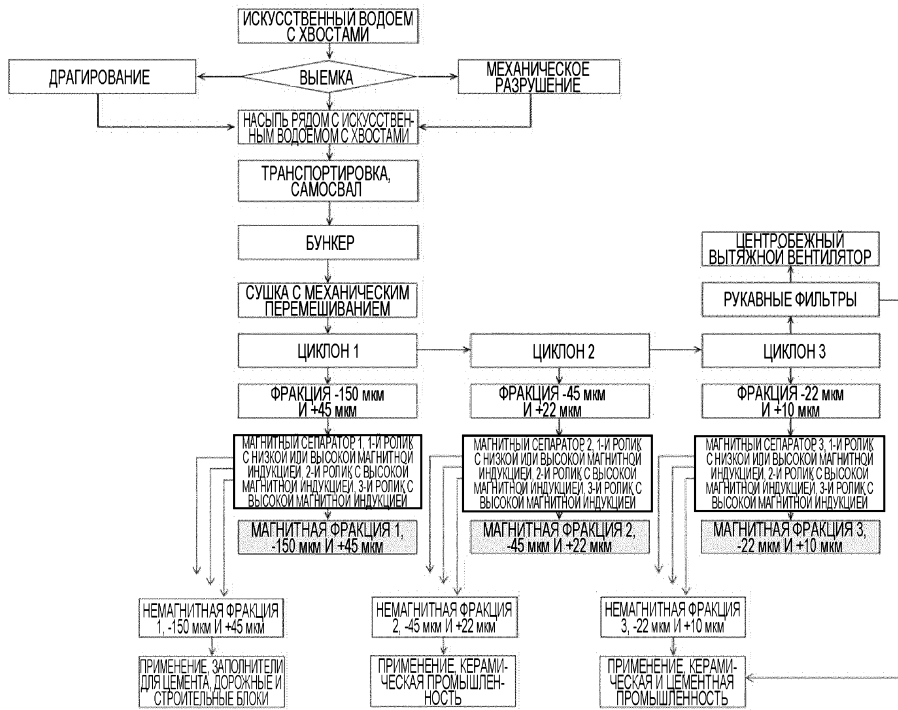 ИСКУССТВЕННЫЙ ВОДОЕМ
С ХВОСТАМИ
ДРАГИРОВАНИЕ
ВЫЕМКА
МЕХАНИЧЕСКОЕ
РАЗРУШЕНИЕ
НАСЫПЬ РЯДОМ С ИСКУССТВЕН-
НЫМ ВОДОЕМОМ С ХВОСТАМИ
ТРАНСПОРТИРОВКА,
САМОСВАЛ
БУНКЕР
ЦЕНТРОБЕЖНЫЙ
ВЫТЯЖНОЙ ВЕНТИЛЯТОР
СУШКА С МЕХАНИЧЕСКИМ
ПЕРЕМЕШИВАНИЕМ
РУКАВНЫЕ ФИЛЬТРЫ
ЦИКЛОН 1
ЦИКЛОН 2
ЦИКЛОН 3
ФРАКЦИЯ -150 мкм
И +45 мкм
ФРАКЦИЯ -45 мкм
И +22 мкм
ФРАКЦИЯ -22 мкм
И +10 мкм
МАГНИТНЫЙ СЕПАРАТОР 1, 1-Й РОЛИК
С НИЗКОЙ ИЛИ ВЫСОКОЙ МАГНИТНОЙ
ИНДУКЦИЕЙ, 2-Й РОЛИК С ВЫСОКОЙ
МАГНИТНОЙ ИНДУКЦИЕЙ, 3-Й РОЛИК С
ВЫСОКОЙ МАГНИТНОЙ ИНДУКЦИЕЙ
МАГНИТНЫЙ СЕПАРАТОР 2, 1-Й РОЛИК
С НИЗКОЙ ИЛИ ВЫСОКОЙ МАГНИТНОЙ
ИНДУКЦИЕЙ, 2-Й РОЛИК С ВЫСОКОЙ
МАГНИТНОЙ ИНДУКЦИЕЙ, 3-Й РОЛИК С
ВЫСОКОЙ МАГНИТНОЙ ИНДУКЦИЕЙ
МАГНИТНЫЙ СЕПАРАТОР 3, 1-Й РОЛИК
С НИЗКОЙ ИЛИ ВЫСОКОЙ МАГНИТНОЙ
ИНДУКЦИЕЙ, 2-Й РОЛИК С ВЫСОКОЙ
МАГНИТНОЙ ИНДУКЦИЕЙ, 3-Й РОЛИК С
ВЫСОКОЙ МАГНИТНОЙ ИНДУКЦИЕЙ
МАГНИТНАЯ ФРАКЦИЯ 1,
-150 мкм И +45 мкм
МАГНИТНАЯ ФРАКЦИЯ 2,
-45 мкм И +22 мкм
МАГНИТНАЯ ФРАКЦИЯ 3,
-22 мкм И +10 мкм
НЕМАГНИТНАЯ ФРАКЦИЯ
1, -150 мкм И +45 мкм
НЕМАГНИТНАЯ ФРАКЦИЯ
2, -45 мкм И +22 мкм
НЕМАГНИТНАЯ ФРАКЦИЯ
3, -22 мкм И +10 мкм
ПРИМЕНЕНИЕ, ЗАПОЛНИТЕЛИ
ДЛЯ ЦЕМЕНТА, ДОРОЖНЫЕ И
СТРОИТЕЛЬНЫЕ БЛОКИ
ПРИМЕНЕНИЕ, КЕРАМИ-
ЧЕСКАЯ ПРОМЫШЛЕН-
НОСТЬ
ПРИМЕНЕНИЕ, КЕРАМИ-
ЧЕСКАЯ И ЦЕМЕНТНАЯ
ПРОМЫШЛЕННОСТЬ